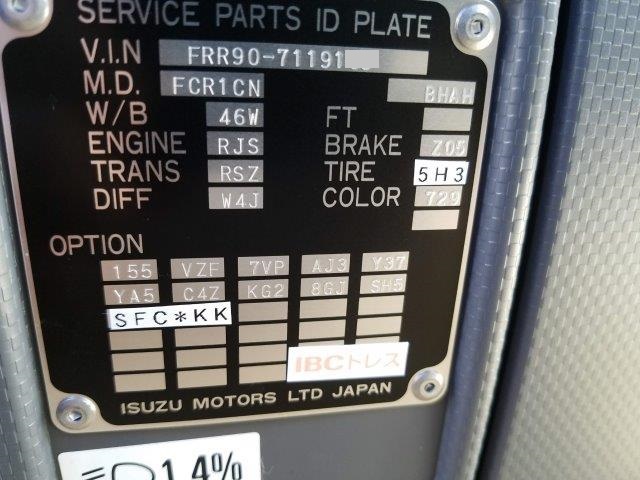 SERVICE PARTS ID PLATE
V.I.N FRR90-71191
M.D. FCR1CN BHAH
W/B 46W FT
ENGINE RJS BRAKE Z05
TRANS RSZ TIRE 5H3
DIFF W4J COLOR 729
OPTION
155 VZF 7VP AJ3 Y37
YA5 C4Z KG2 8GJ SH5
SFC*KK
IBCトレス
ISUZU MOTORS LTD JAPAN
1.4%